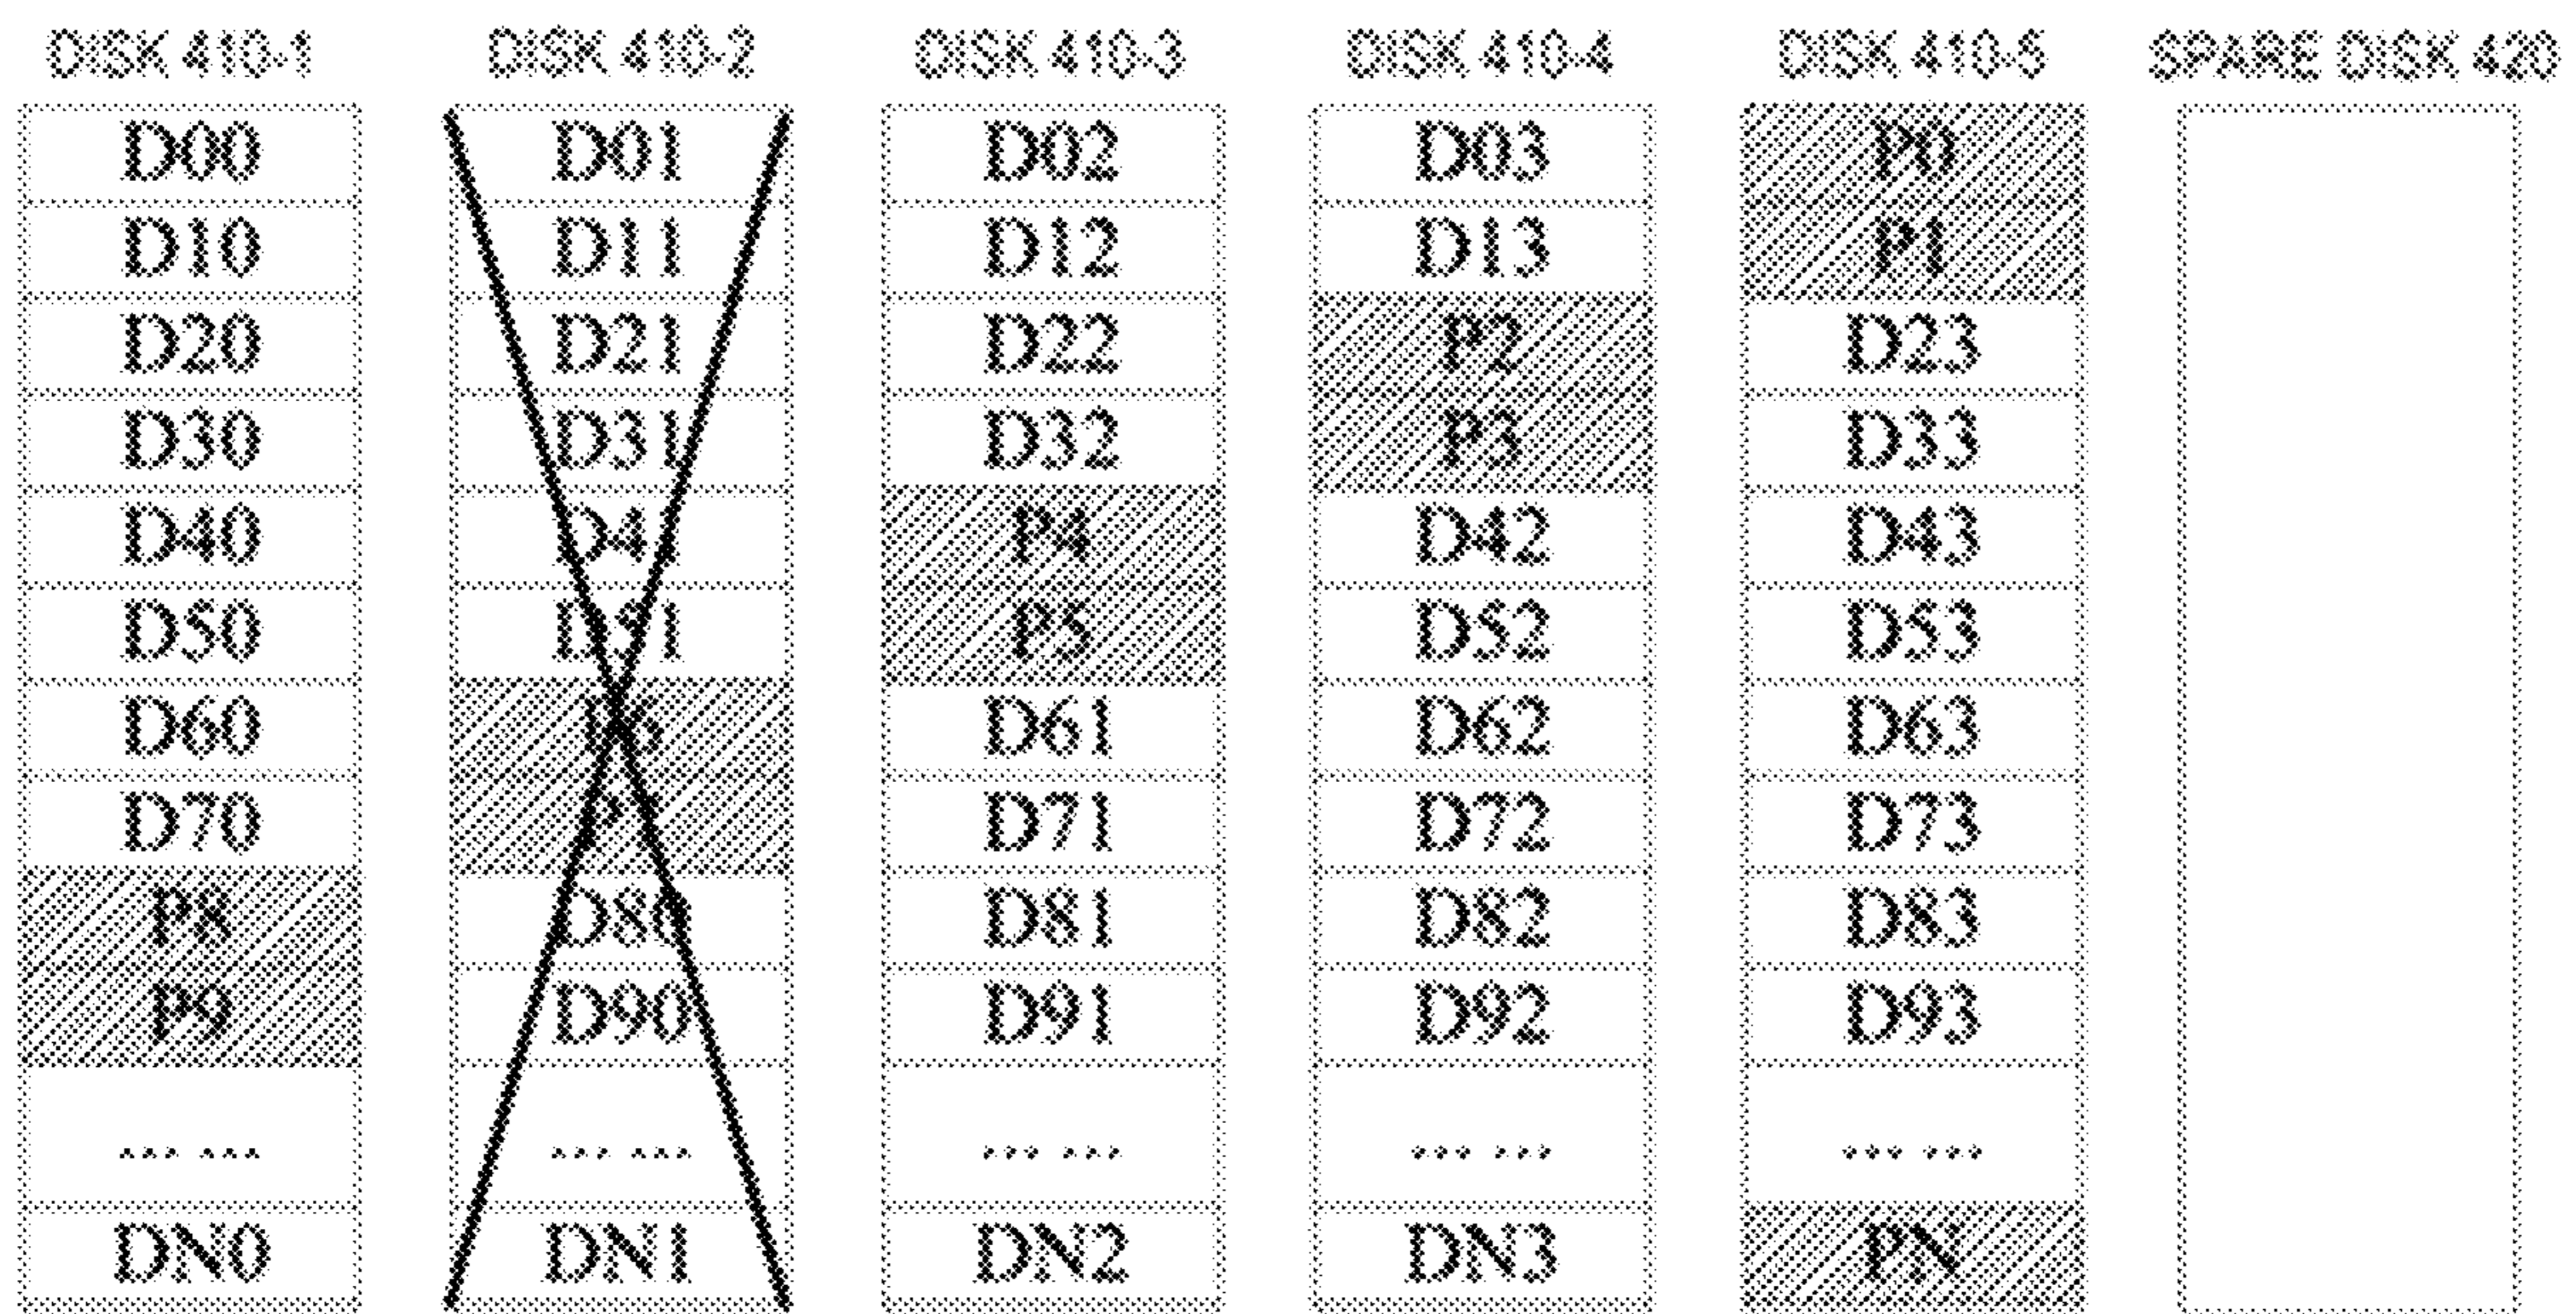 DISK 410-1 DISK 410-2 DISK 410-3 DISK 410-4 DISK 410-5 SPARE DISK 420
D00 D01 D02 D03 P0
D10 D11 D12 D13 P1
D20 D21 D22 P2 D23
D30 D31 D32 P3 D33
D40 D41 P4 D42 D43
D50 D51 P5 D52 D53
D60 D61 D62 D63
D70 D71 D72 D73
P8 D80 D81 D82 D83
P9 D90 D91 D92 D93
... ... ... ... ... ... ... ... ... ...
DN0 DN1 DN2 DN3 PN